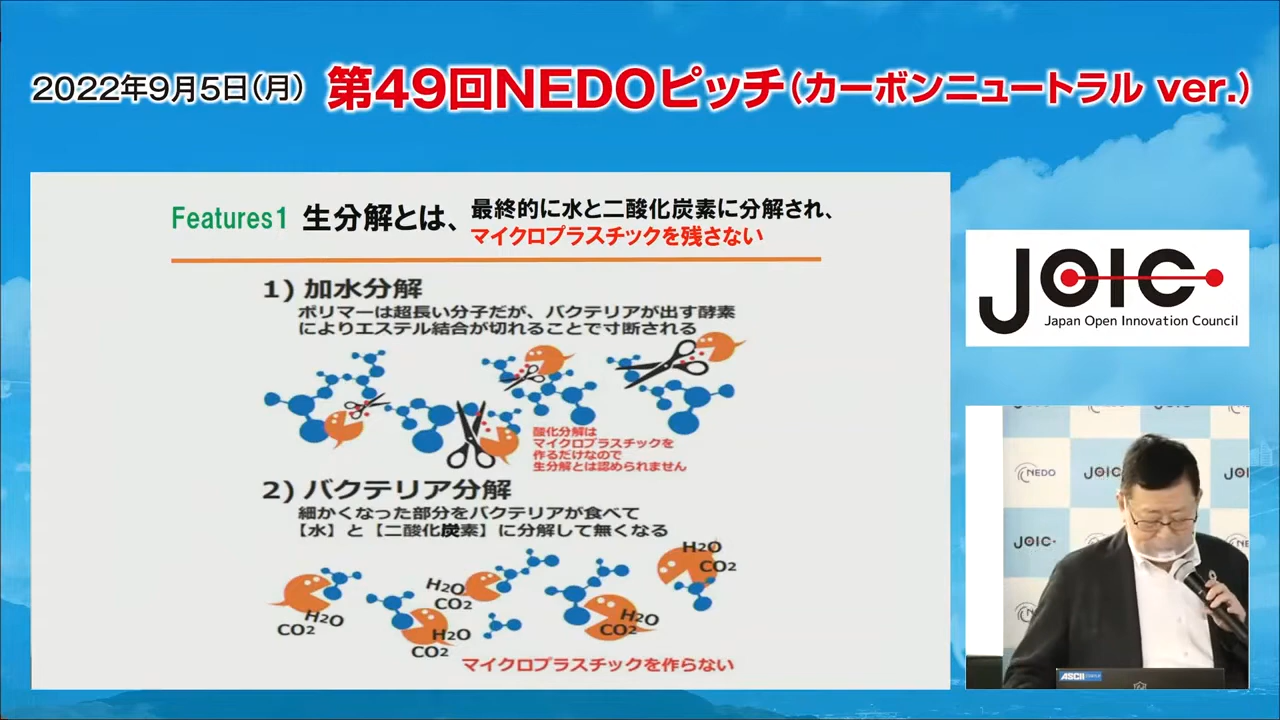 2022年9月5日(月) 第49回NEDOピッチ(カーボンニュートラル ver.)
Features1 生分解とは、最終的に水と二酸化炭素に分解され、
マイクロプラスチックを残さない
1) 加水分解
ポリマーは超長い分子だが、バクテリアが出す酵素
によりエステル結合が切れることで寸断される
酸化分解は
マイクロプラスチックを
作るだけなので
生分解とは認められません
2) バクテリア分解
細かくなった部分をバクテリアが食べて
【水】と【二酸化炭素】に分解して無くなる
H2O
CO2
H2O
CO2
H2O
CO2
H2O
CO2
H2O
CO2
マイクロプラスチックを作らない
JOIC
Japan Open Innovation Council
NEDO
JOIC
JOI
JOIC
NE
ASCII